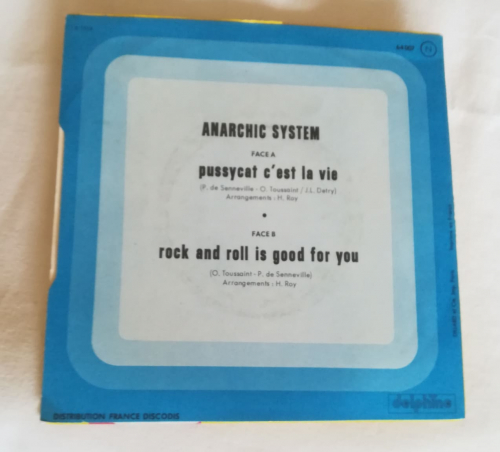 ANARCHIC SYSTEM
FACE A
pussycat c'est la vie
(P. de Senneville - O. Toussaint / J.L. Detry)
Arrangements : H. Roy
•
FACE B
rock and roll is good for you
(O. Toussaint - P. de Senneville)
Arrangements : H. Roy
delphine
DISTRIBUTION FRANCE DISCODIS